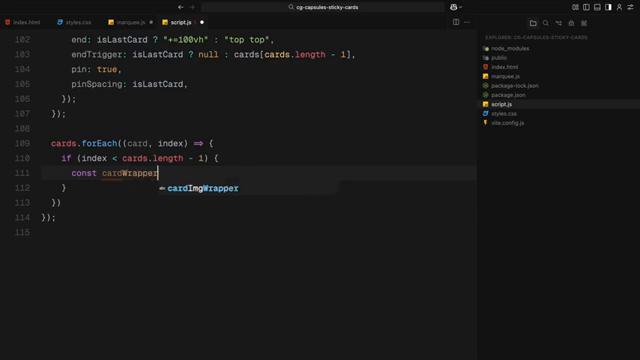 cg-capsules-sticky-cards
index.html
styles.css
marquee.js
script.js
EXPLORER: CG-CAPSULES-STICKY-CARDS
node_modules
public
index.html
marquee.js
package-lock.json
package.json
script.js
styles.css
vite.config.js
102 end: isLastCard ? "+=100vh" : "top top",
103 endTrigger: isLastCard ? null : cards[cards.length - 1],
104 pin: true,
105 pinSpacing: isLastCard,
106 });
107 });
108
109 cards.forEach((card, index) => {
110 if (index < cards.length - 1) {
111 const cardWrapper
cardImgWrapper
112 }
113 })
114 });
115